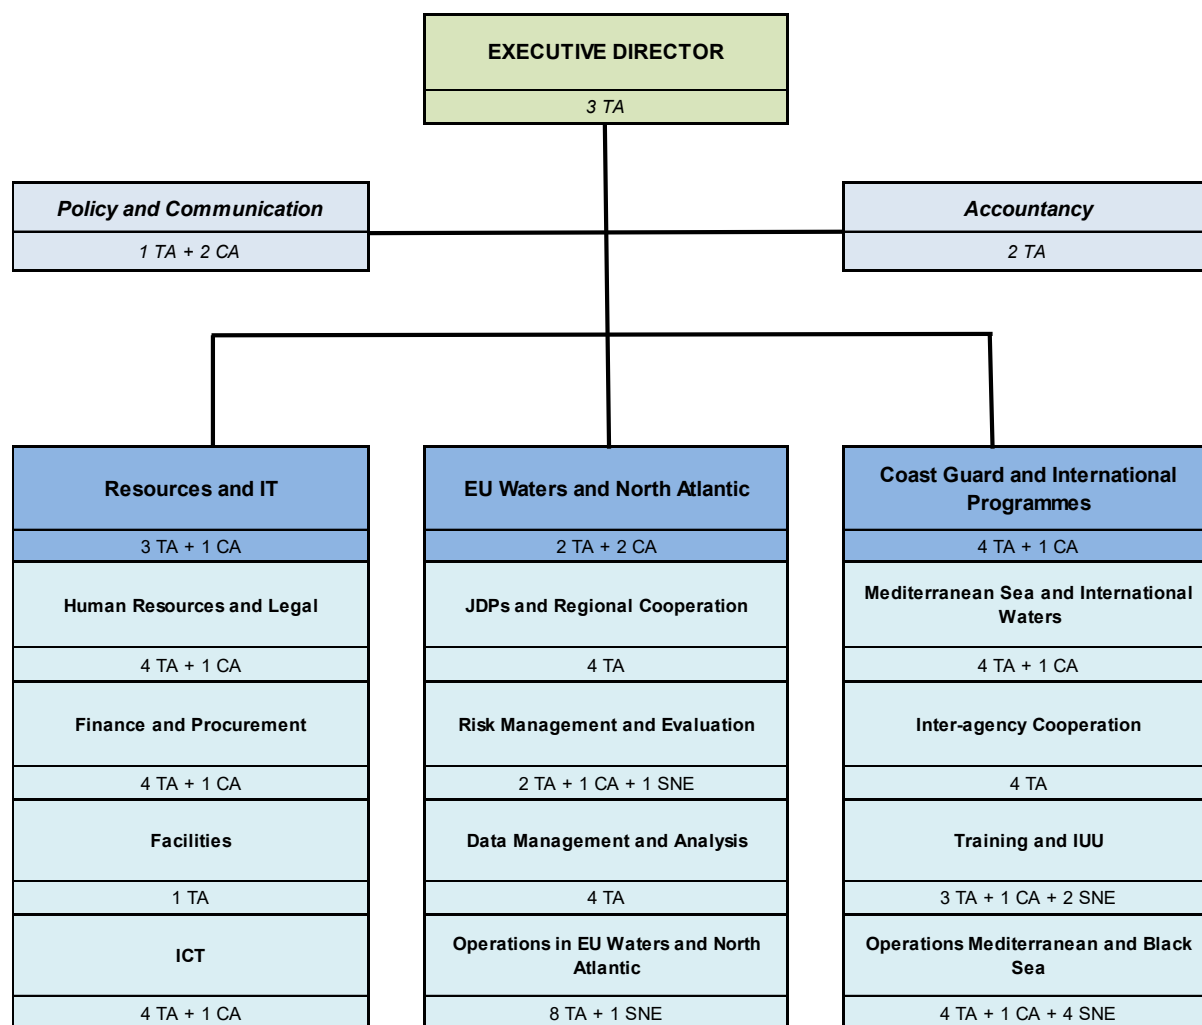 EXECUTIVE DIRECTOR
3 TA
Policy and Communication
1 TA + 2 CA
Accountancy
2 TA
Resources and IT
3 TA + 1 CA
Human Resources and Legal
4 TA + 1 CA
Finance and Procurement
4 TA + 1 CA
Facilities
1 TA
ICT
4 TA + 1 CA
EU Waters and North Atlantic
2 TA + 2 CA
JDPs and Regional Cooperation
4 TA
Risk Management and Evaluation
2 TA + 1 CA + 1 SNE
Data Management and Analysis
4 TA
Operations in EU Waters and North
Atlantic
8 TA + 1 SNE
Coast Guard and International
Programmes
4 TA + 1 CA
Mediterranean Sea and International
Waters
4 TA + 1 CA
Inter-agency Cooperation
4 TA
Training and IUU
3 TA + 1 CA + 2 SNE
Operations Mediterranean and Black
Sea
4 TA + 1 CA + 4 SNE